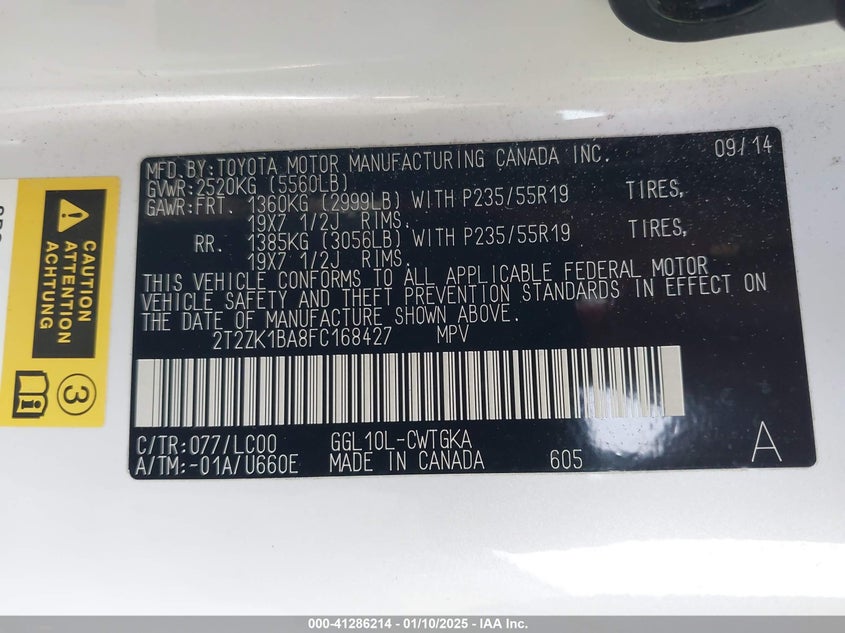 MFD. BY: TOYOTA MOTOR MANUFACTURING CANADA INC. 09/14
GVWR: 2520KG (5560LB)
GAWR: FRT. 1360KG (2999LB) WITH P235/55R19 TIRES,
19X7 1/2J RIMS.
RR. 1385KG (3056LB) WITH P235/55R19 TIRES,
19X7 1/2J RIMS.
THIS VEHICLE CONFORMS TO ALL APPLICABLE FEDERAL MOTOR
VEHICLE SAFETY AND THEFT PREVENTION STANDARDS IN EFFECT ON
THE DATE OF MANUFACTURE SHOWN ABOVE.
2T2ZK1BA8FC168427 MPV
C/TR: 077/LC00 GGL10L-CWTGKA
A/TM: -01A/U660E MADE IN CANADA 605 A
CAUTION
ATTENTION
ACHTUNG
3
000-41286214 - 01/10/2025 - IAA Inc.